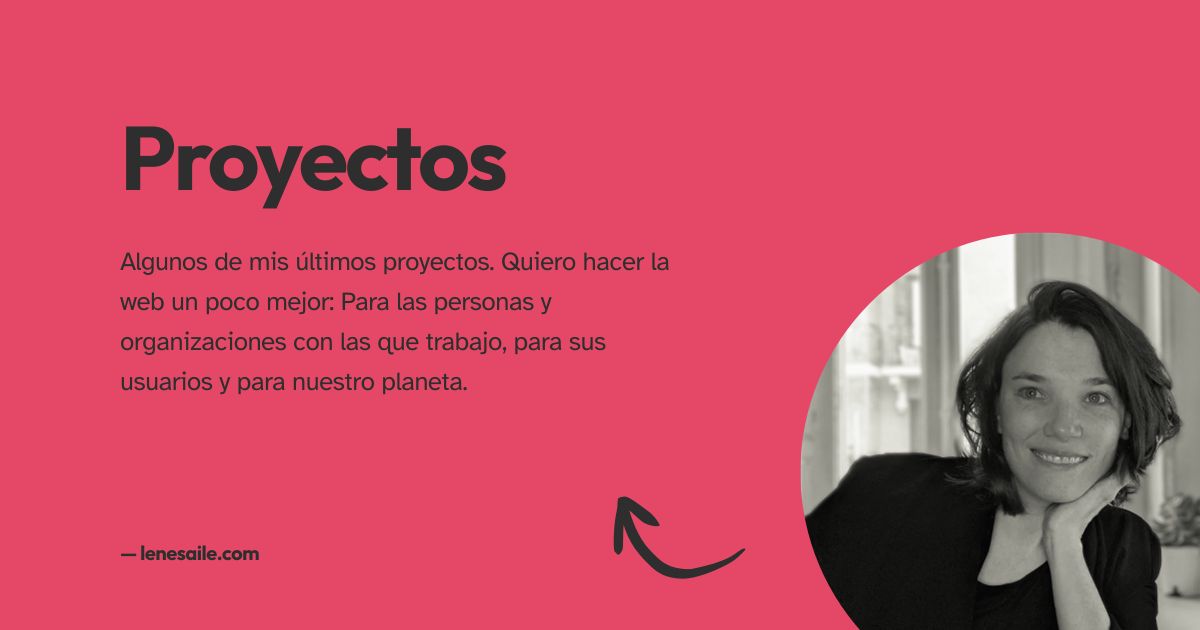 Proyectos
Algunos de mis últimos proyectos. Quiero hacer la
web un poco mejor: Para las personas y
organizaciones con las que trabajo, para sus
usuarios y para nuestro planeta.
— lenesaile.com